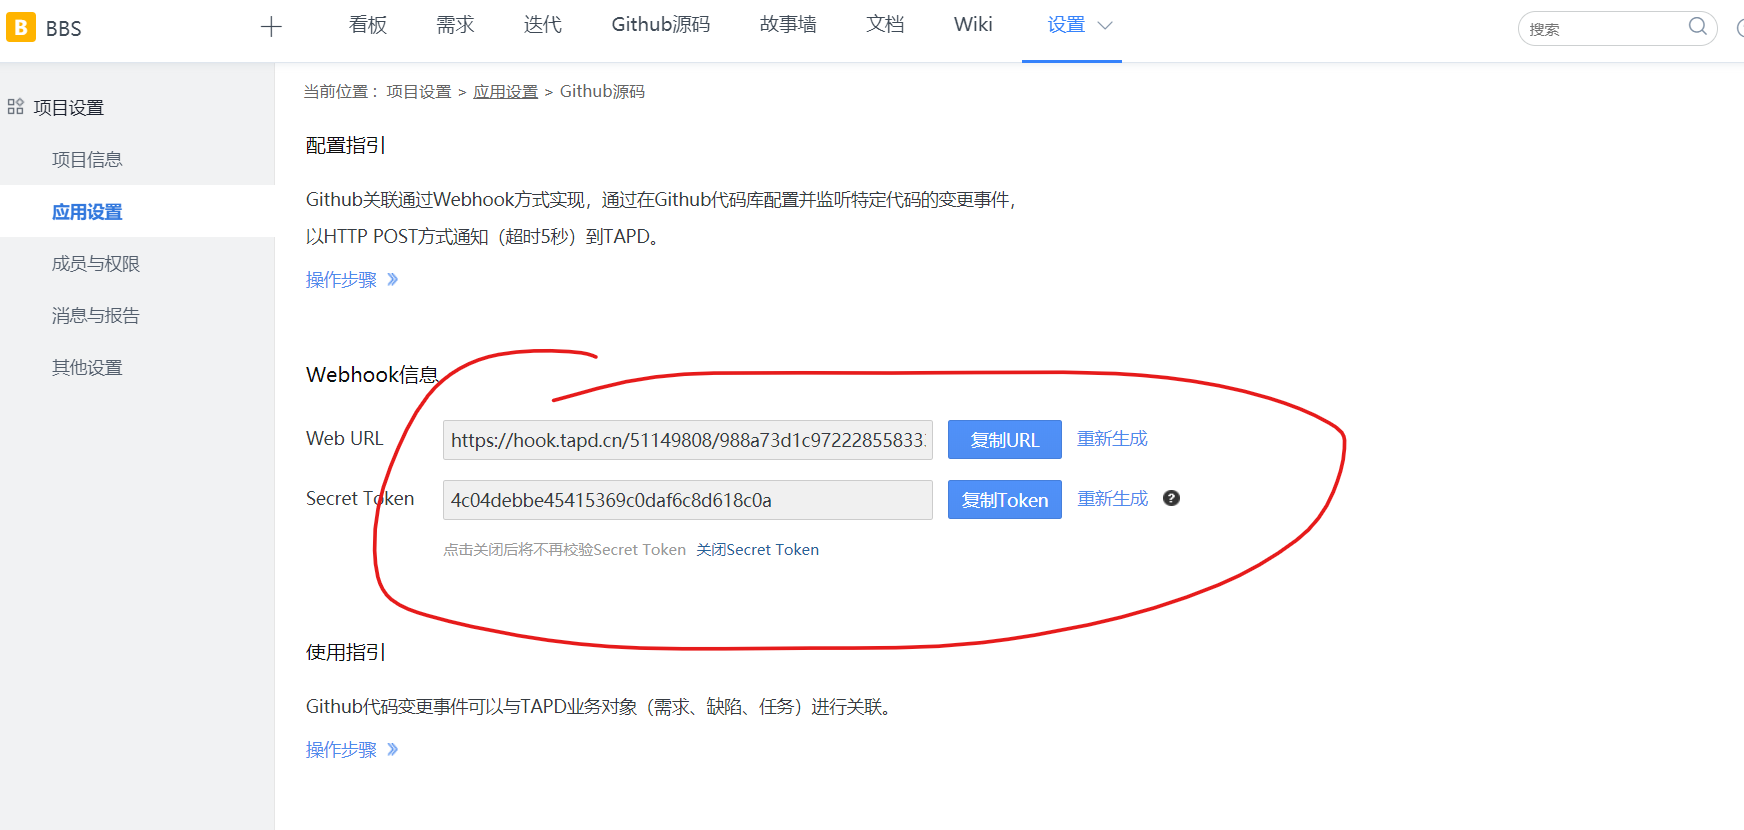 B BBS
看板 需求 迭代 Github源码 故事墙 文档 Wiki 设置
搜索
项目设置
项目信息
应用设置
成员与权限
消息与报告
其他设置
当前位置： 项目设置 > 应用设置 > Github源码
配置指引
Github关联通过Webhook方式实现，通过在Github代码库配置并监听特定代码的变更事件，
以HTTP POST方式通知（超时5秒）到TAPD。
操作步骤
Webhook信息
Web URL https://hook.tapd.cn/51149808/988a73d1c97222855833 复制URL 重新生成
Secret Token 4c04debbe45415369c0daf6c8d618c0a 复制Token 重新生成 ?
点击关闭后将不再校验Secret Token 关闭Secret Token
使用指引
Github代码变更事件可以与TAPD业务对象（需求、缺陷、任务）进行关联。
操作步骤